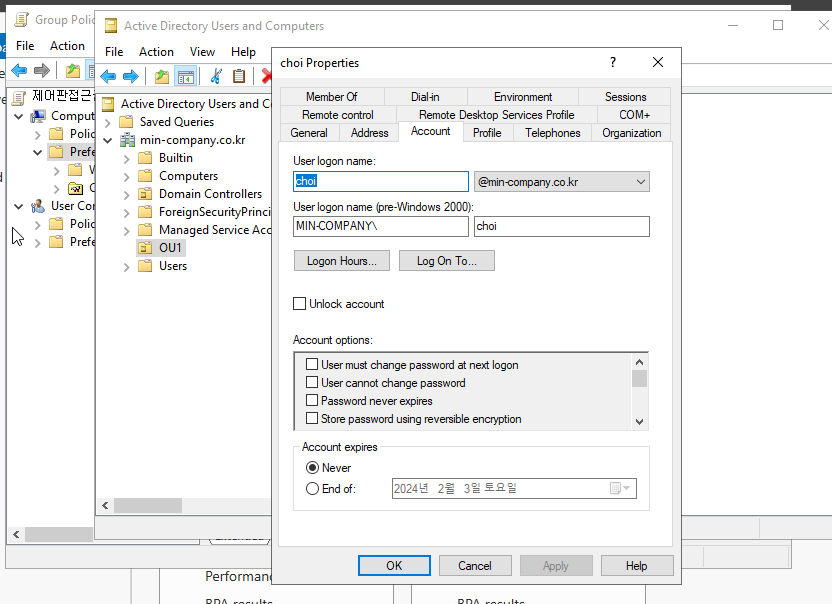 Group Polic
File Action
제어판접근
Comput
Polic
Prefe
User Con
Polic
Prefe
Active Directory Users and Computers
File Action View Help
Active Directory Users and C
Saved Queries
min-company.co.kr
Builtin
Computers
Domain Controllers
ForeignSecurityPrinci
Managed Service Acc
OU1
Users
choi Properties
?
Member Of Dial-in Environment Sessions
Remote control Remote Desktop Services Profile COM+
General Address Account Profile Telephones Organization
User logon name:
choi @min-company.co.kr
User logon name (pre-Windows 2000):
MIN-COMPANY\ choi
Logon Hours... Log On To...
Unlock account
Account options:
User must change password at next logon
User cannot change password
Password never expires
Store password using reversible encryption
Account expires
Never
End of: 2024년 2월 3일 토요일
OK Cancel Apply Help
Performanc
BPA results BPA results